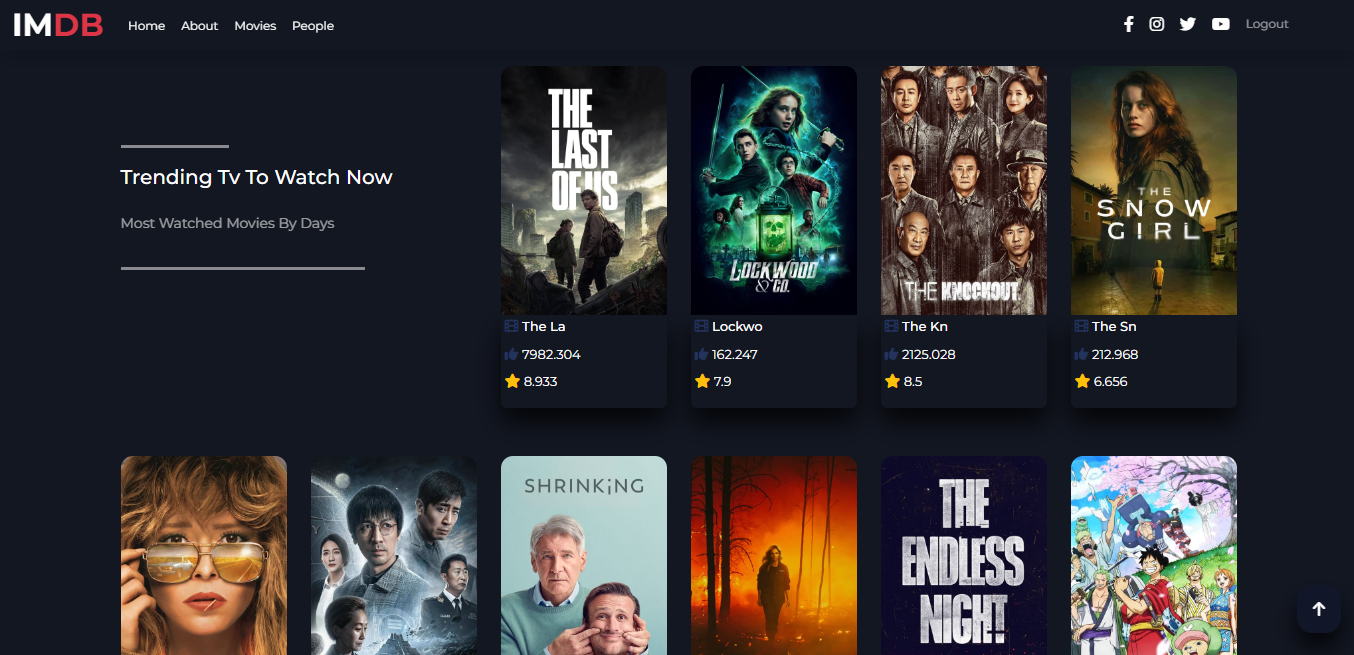 IMDB Home About Movies People Logout
Trending Tv To Watch Now
Most Watched Movies By Days
THE
LAST
OF US
LOCKWOOD
& CO.
THE KNOCKOUT
THE
SNOW
GIRL
The La
7982.304
8.933
Lockwo
162.247
7.9
The Kn
2125.028
8.5
The Sn
212.968
6.656
SHRINKiNG
THE
ENDLESS
NIGHT